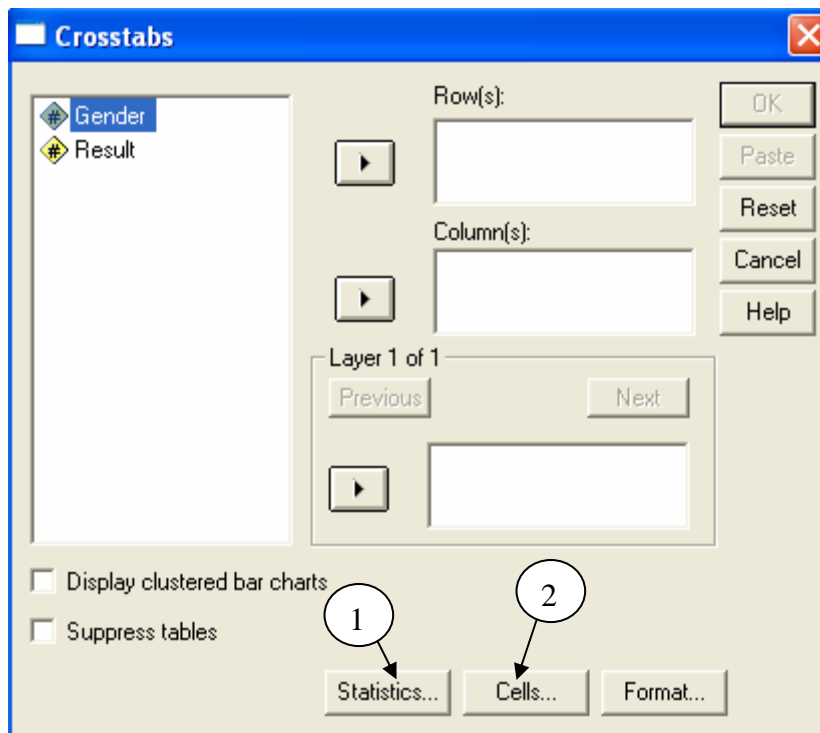 Crosstabs
Gender
Result
Row(s):
Column(s):
Layer 1 of 1
Previous
Next
OK
Paste
Reset
Cancel
Help
Display clustered bar charts
Suppress tables
1
2
Statistics...
Cells...
Format...